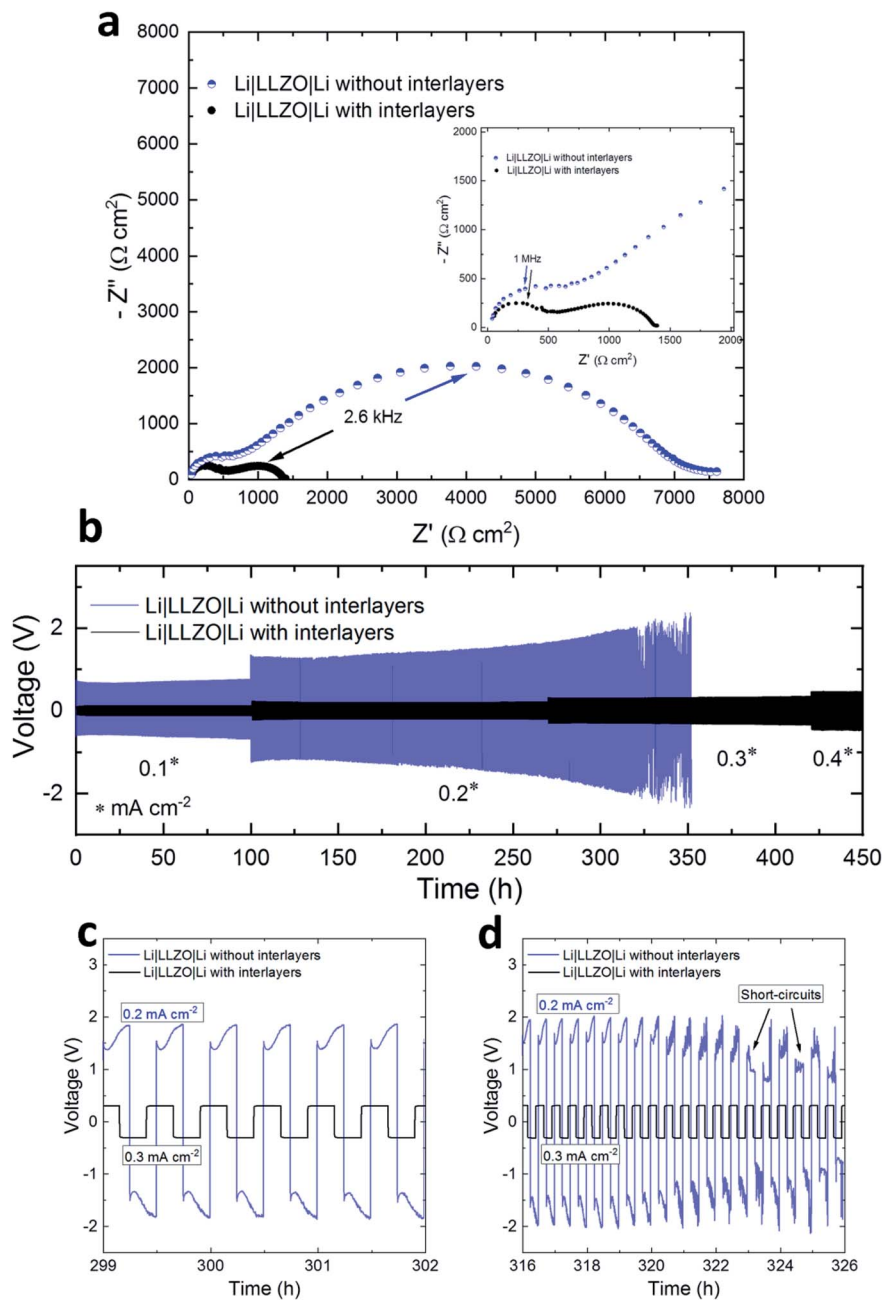 a
8000
7000
6000
5000
4000
3000
2000
1000
0
- Z'' (Ω cm²)
Li|LLZO|Li without interlayers
Li|LLZO|Li with interlayers
2000
1750
1500
1250
1000
750
500
250
0
- Z'' (Ω cm²)
Li|LLZO|Li without interlayers
Li|LLZO|Li with interlayers
1 MHz
0 500 1000 1500 2000
Z' (Ω cm²)
2.6 kHz
0 1000 2000 3000 4000 5000 6000 7000 8000
Z' (Ω cm²)
b
Li|LLZO|Li without interlayers
Li|LLZO|Li with interlayers
2
0
-2
Voltage (V)
0.1*
0.2*
0.3*
0.4*
* mA cm⁻²
0 50 100 150 200 250 300 350 400 450
Time (h)
c
Li|LLZO|Li without interlayers
Li|LLZO|Li with interlayers
3
2
1
0
-1
-2
Voltage (V)
0.2 mA cm⁻²
0.3 mA cm⁻²
299 300 301 302
Time (h)
d
Li|LLZO|Li without interlayers
Li|LLZO|Li with interlayers
3
2
1
0
-1
-2
Voltage (V)
0.2 mA cm⁻²
Short-circuits
0.3 mA cm⁻²
316 318 320 322 324 326
Time (h)